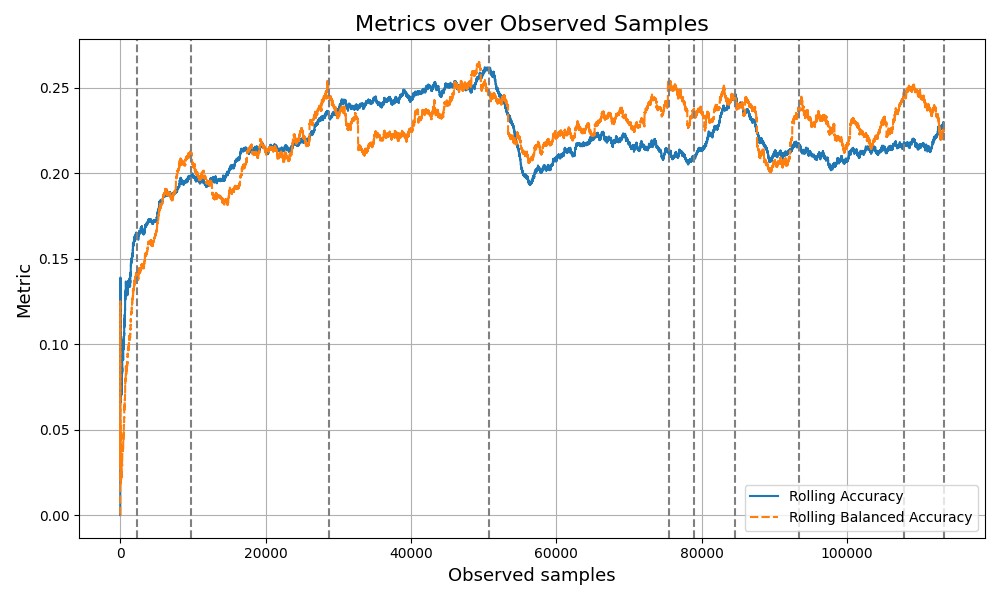 Metrics over Observed Samples
Metric
0.25
0.20
0.15
0.10
0.05
0.00
0 20000 40000 60000 80000 100000
Observed samples
Rolling Accuracy
Rolling Balanced Accuracy